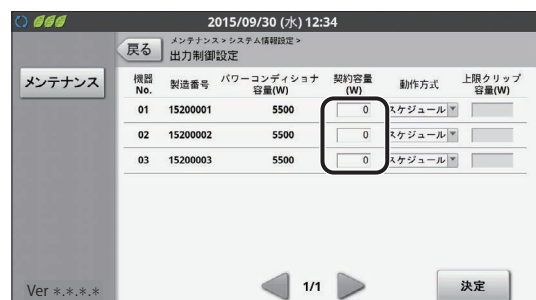 2015/09/30 (水) 12:34
戻る
メンテナンス > システム情報設定 >
出力制御設定
メンテナンス
機器 No. 製造番号 パワーコンディショナ 容量(W) 契約容量 (W) 動作方式 上限クリップ 容量(W)
01 15200001 5500 0 スケジュール
02 15200002 5500 0 スケジュール
03 15200003 5500 0 スケジュール
1/1
決定
Ver *.*.*.*